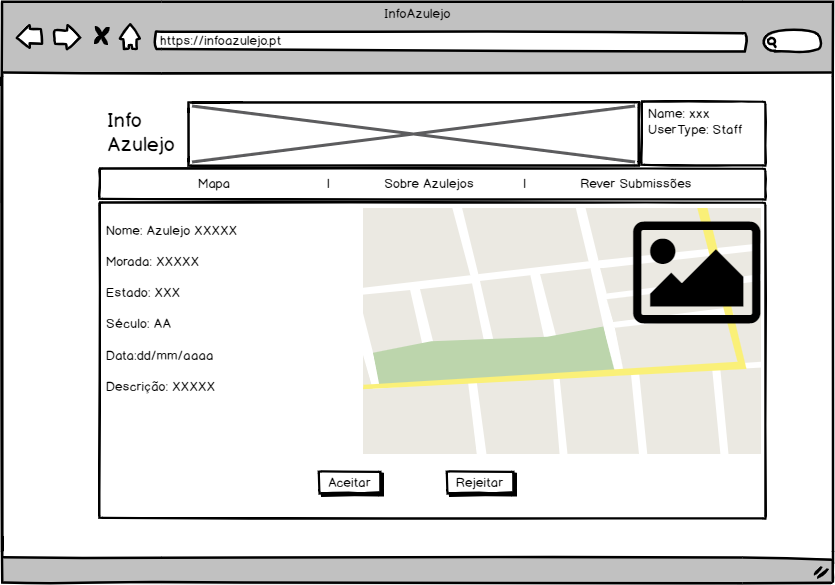 InfoAzulejo
https://infoazulejo.pt
Info
Azulejo
Name: xxx
UserType: Staff
Mapa | Sobre Azulejos | Rever Submissões
Nome: Azulejo XXXXX
Morada: XXXXX
Estado: XXX
Século: AA
Data:dd/mm/aaaa
Descrição: XXXXX
Aceitar
Rejeitar